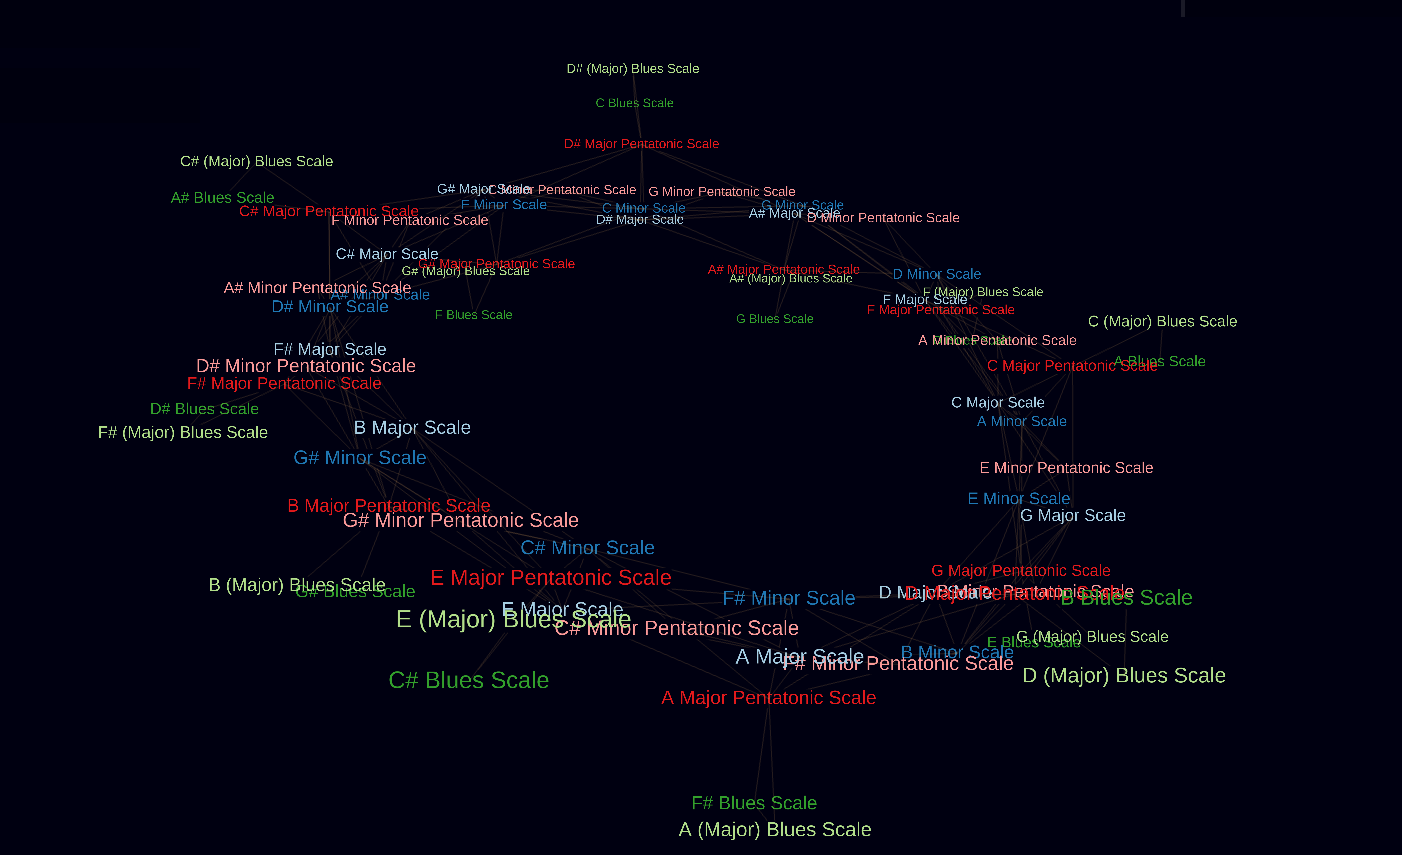 D# (Major) Blues Scale
C Blues Scale
D# Major Pentatonic Scale
C# (Major) Blues Scale
G# Major Scale
C Minor Pentatonic Scale
G Minor Pentatonic Scale
A# Blues Scale
F Minor Scale
C Minor Scale
G Minor Scale
C# Major Pentatonic Scale
A# Major Scale
D Minor Pentatonic Scale
F Minor Pentatonic Scale
D# Major Scale
C# Major Scale
G# Major Pentatonic Scale
G# (Major) Blues Scale
A# Major Pentatonic Scale
A# (Major) Blues Scale
D Minor Scale
A# Minor Pentatonic Scale
A# Minor Scale
F (Major) Blues Scale
F Major Scale
D# Minor Scale
F Major Pentatonic Scale
F Blues Scale
G Blues Scale
C (Major) Blues Scale
A Minor Pentatonic Scale
F# Major Scale
D# Minor Pentatonic Scale
C Major Pentatonic Scale
A Blues Scale
F# Major Pentatonic Scale
C Major Scale
D# Blues Scale
A Minor Scale
F# (Major) Blues Scale
B Major Scale
G# Minor Scale
E Minor Pentatonic Scale
E Minor Scale
B Major Pentatonic Scale
G Major Scale
G# Minor Pentatonic Scale
C# Minor Scale
G Major Pentatonic Scale
E Major Pentatonic Scale
B (Major) Blues Scale
G# Blues Scale
F# Minor Scale
D Major Scale
B Minor Pentatonic Scale
D Major Pentatonic Scale
B Blues Scale
E Major Scale
E (Major) Blues Scale
C# Minor Pentatonic Scale
G (Major) Blues Scale
E Blues Scale
B Minor Scale
A Major Scale
F# Minor Pentatonic Scale
D (Major) Blues Scale
C# Blues Scale
A Major Pentatonic Scale
F# Blues Scale
A (Major) Blues Scale